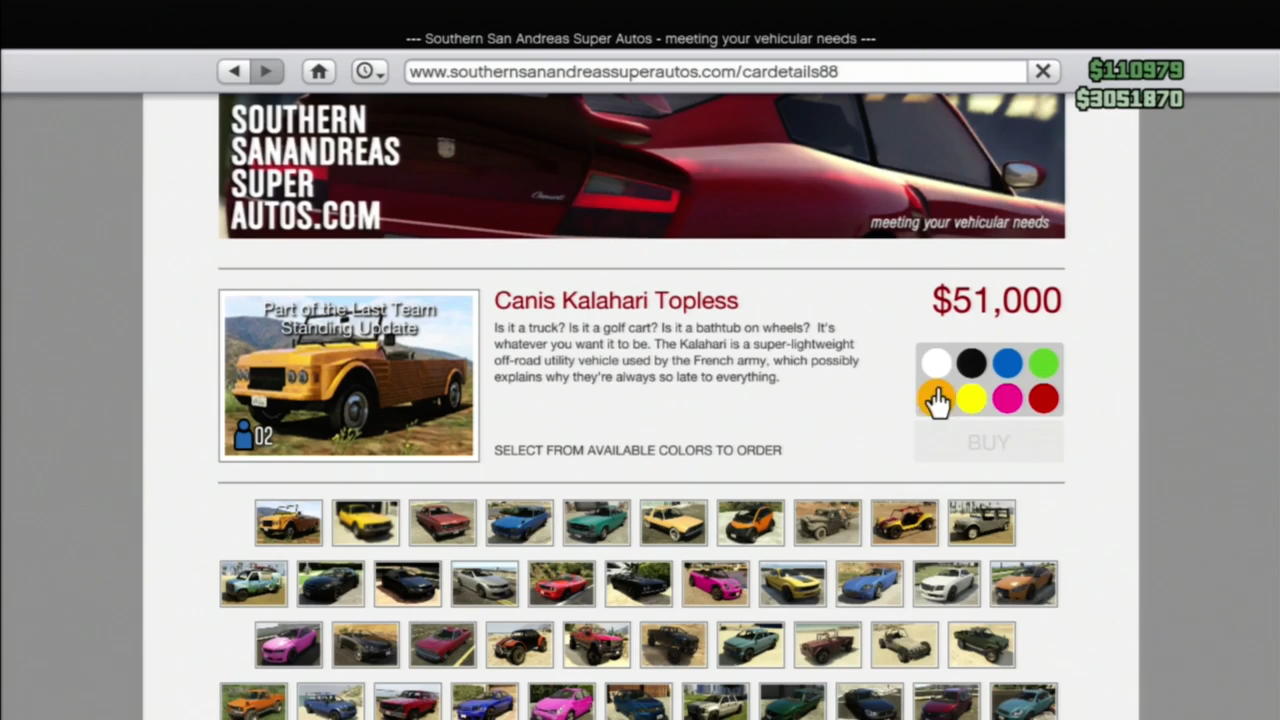 --- Southern San Andreas Super Autos - meeting your vehicular needs ---
www.southernsanandreassuperautos.com/cardetails88
$110979
$3051870
SOUTHERN
SANANDREAS
SUPER
AUTOS.COM
meeting your vehicular needs
Part of the Last Team
Standing Update
02
Canis Kalahari Topless
$51,000
Is it a truck? Is it a golf cart? Is it a bathtub on wheels? It's
whatever you want it to be. The Kalahari is a super-lightweight
off-road utility vehicle used by the French army, which possibly
explains why they're always so late to everything.
SELECT FROM AVAILABLE COLORS TO ORDER
BUY